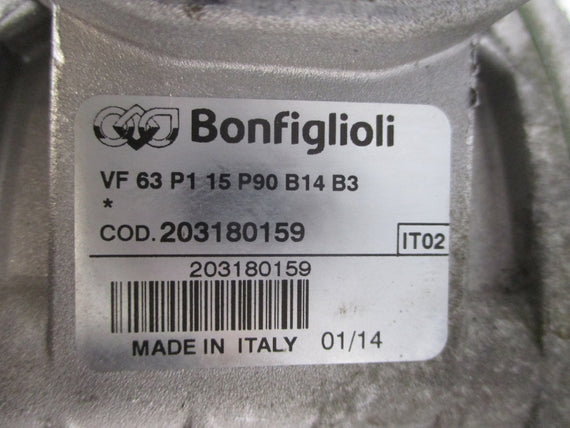 Bonfiglioli
VF 63 P1 15 P90 B14 B3
*
COD. 203180159
IT02
203180159
MADE IN ITALY 01/14